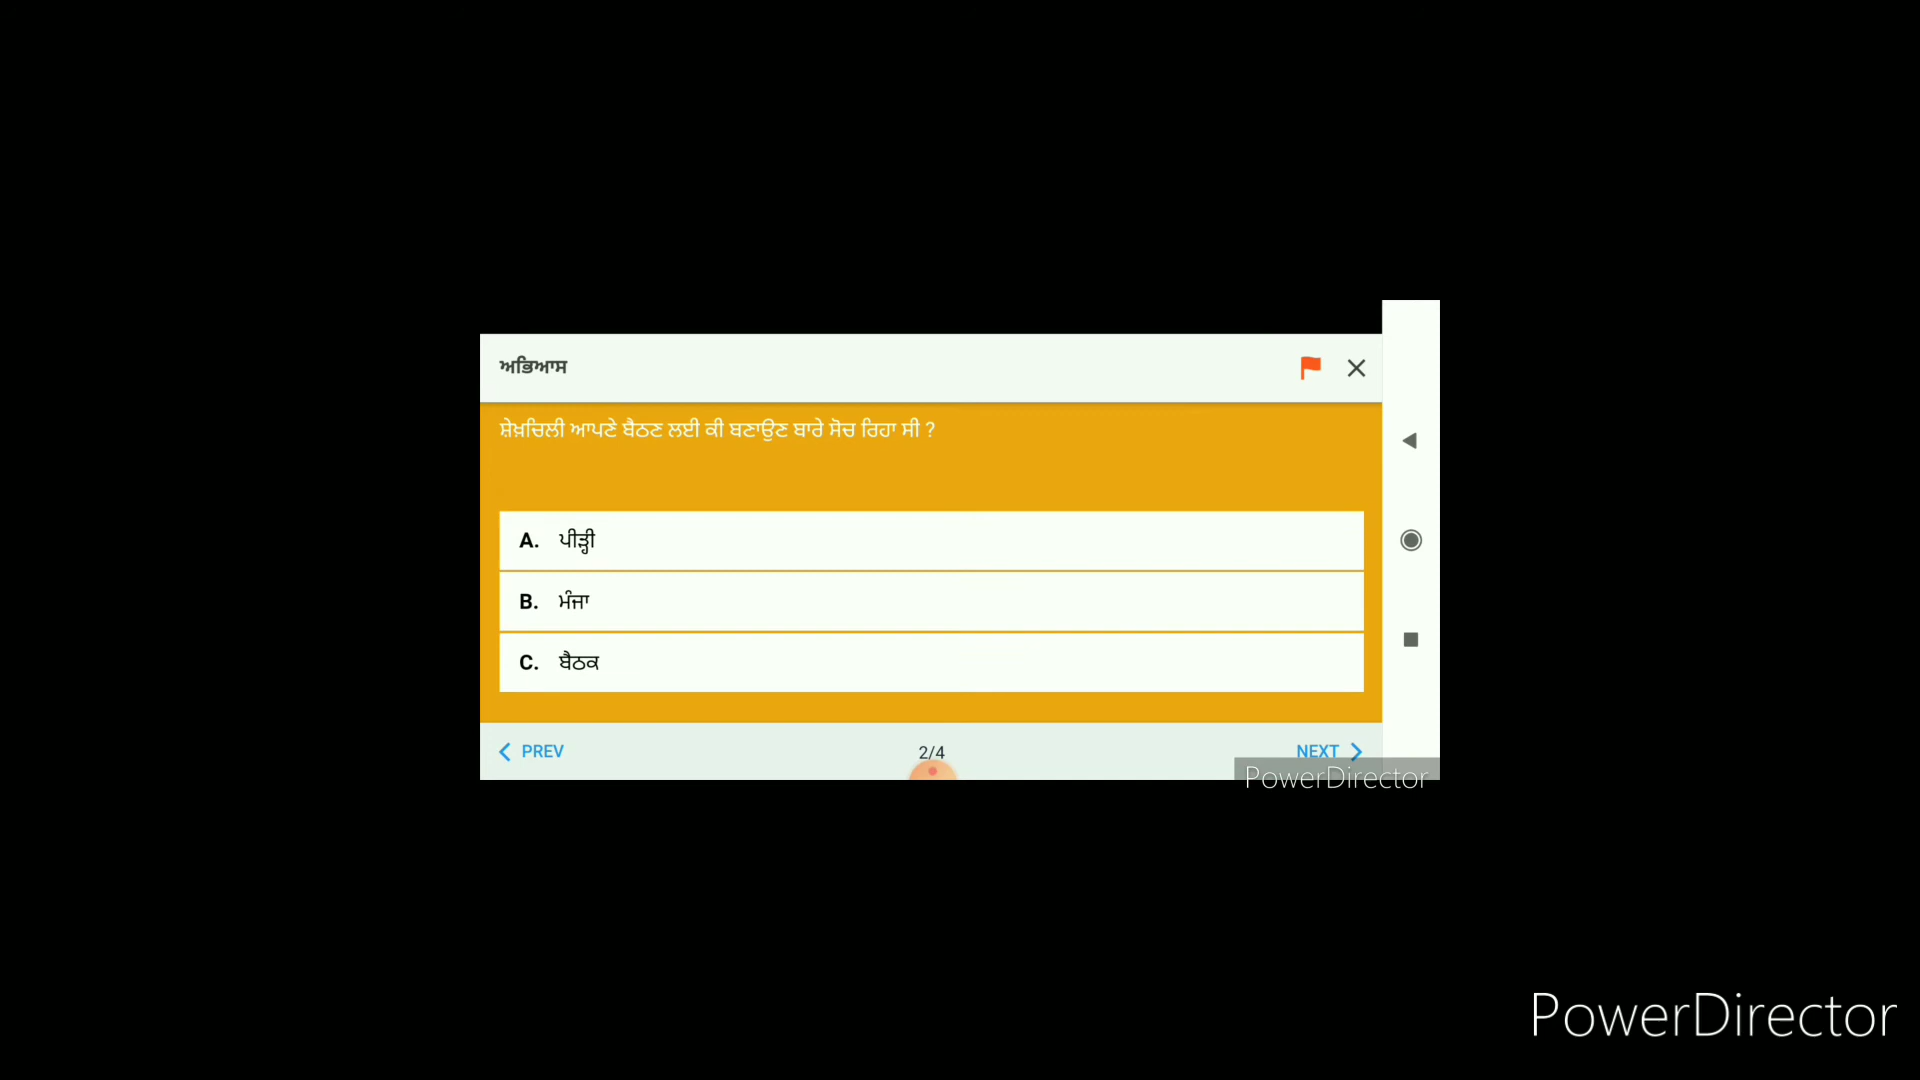 ਅਭਿਆਸ
ਸ਼ੇਖ਼ਚਿਲੀ ਆਪਣੇ ਬੈਠਣ ਲਈ ਕੀ ਬਣਾਉਣ ਬਾਰੇ ਸੋਚ ਰਿਹਾ ਸੀ ?
A. ਪੀੜ੍ਹੀ
B. ਮੰਜਾ
C. ਬੈਠਕ
PREV 2/4 NEXT
PowerDirector
PowerDirector